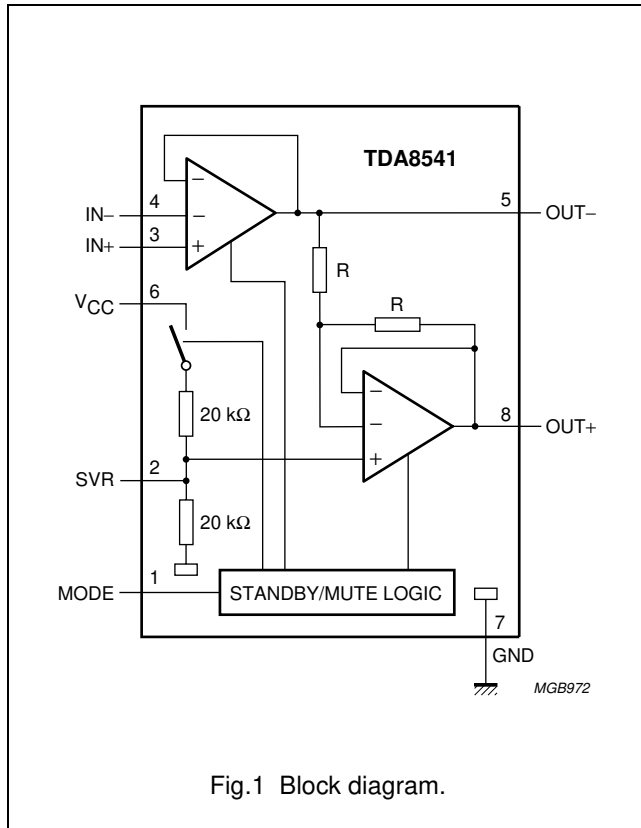 TDA8541
IN− 4 −
IN+ 3 +
−
5 OUT−
R
R
VCC 6
20 kΩ
−
−
+
8 OUT+
SVR 2
20 kΩ
MODE 1
STANDBY/MUTE LOGIC
7
GND
MGB972
Fig.1 Block diagram.